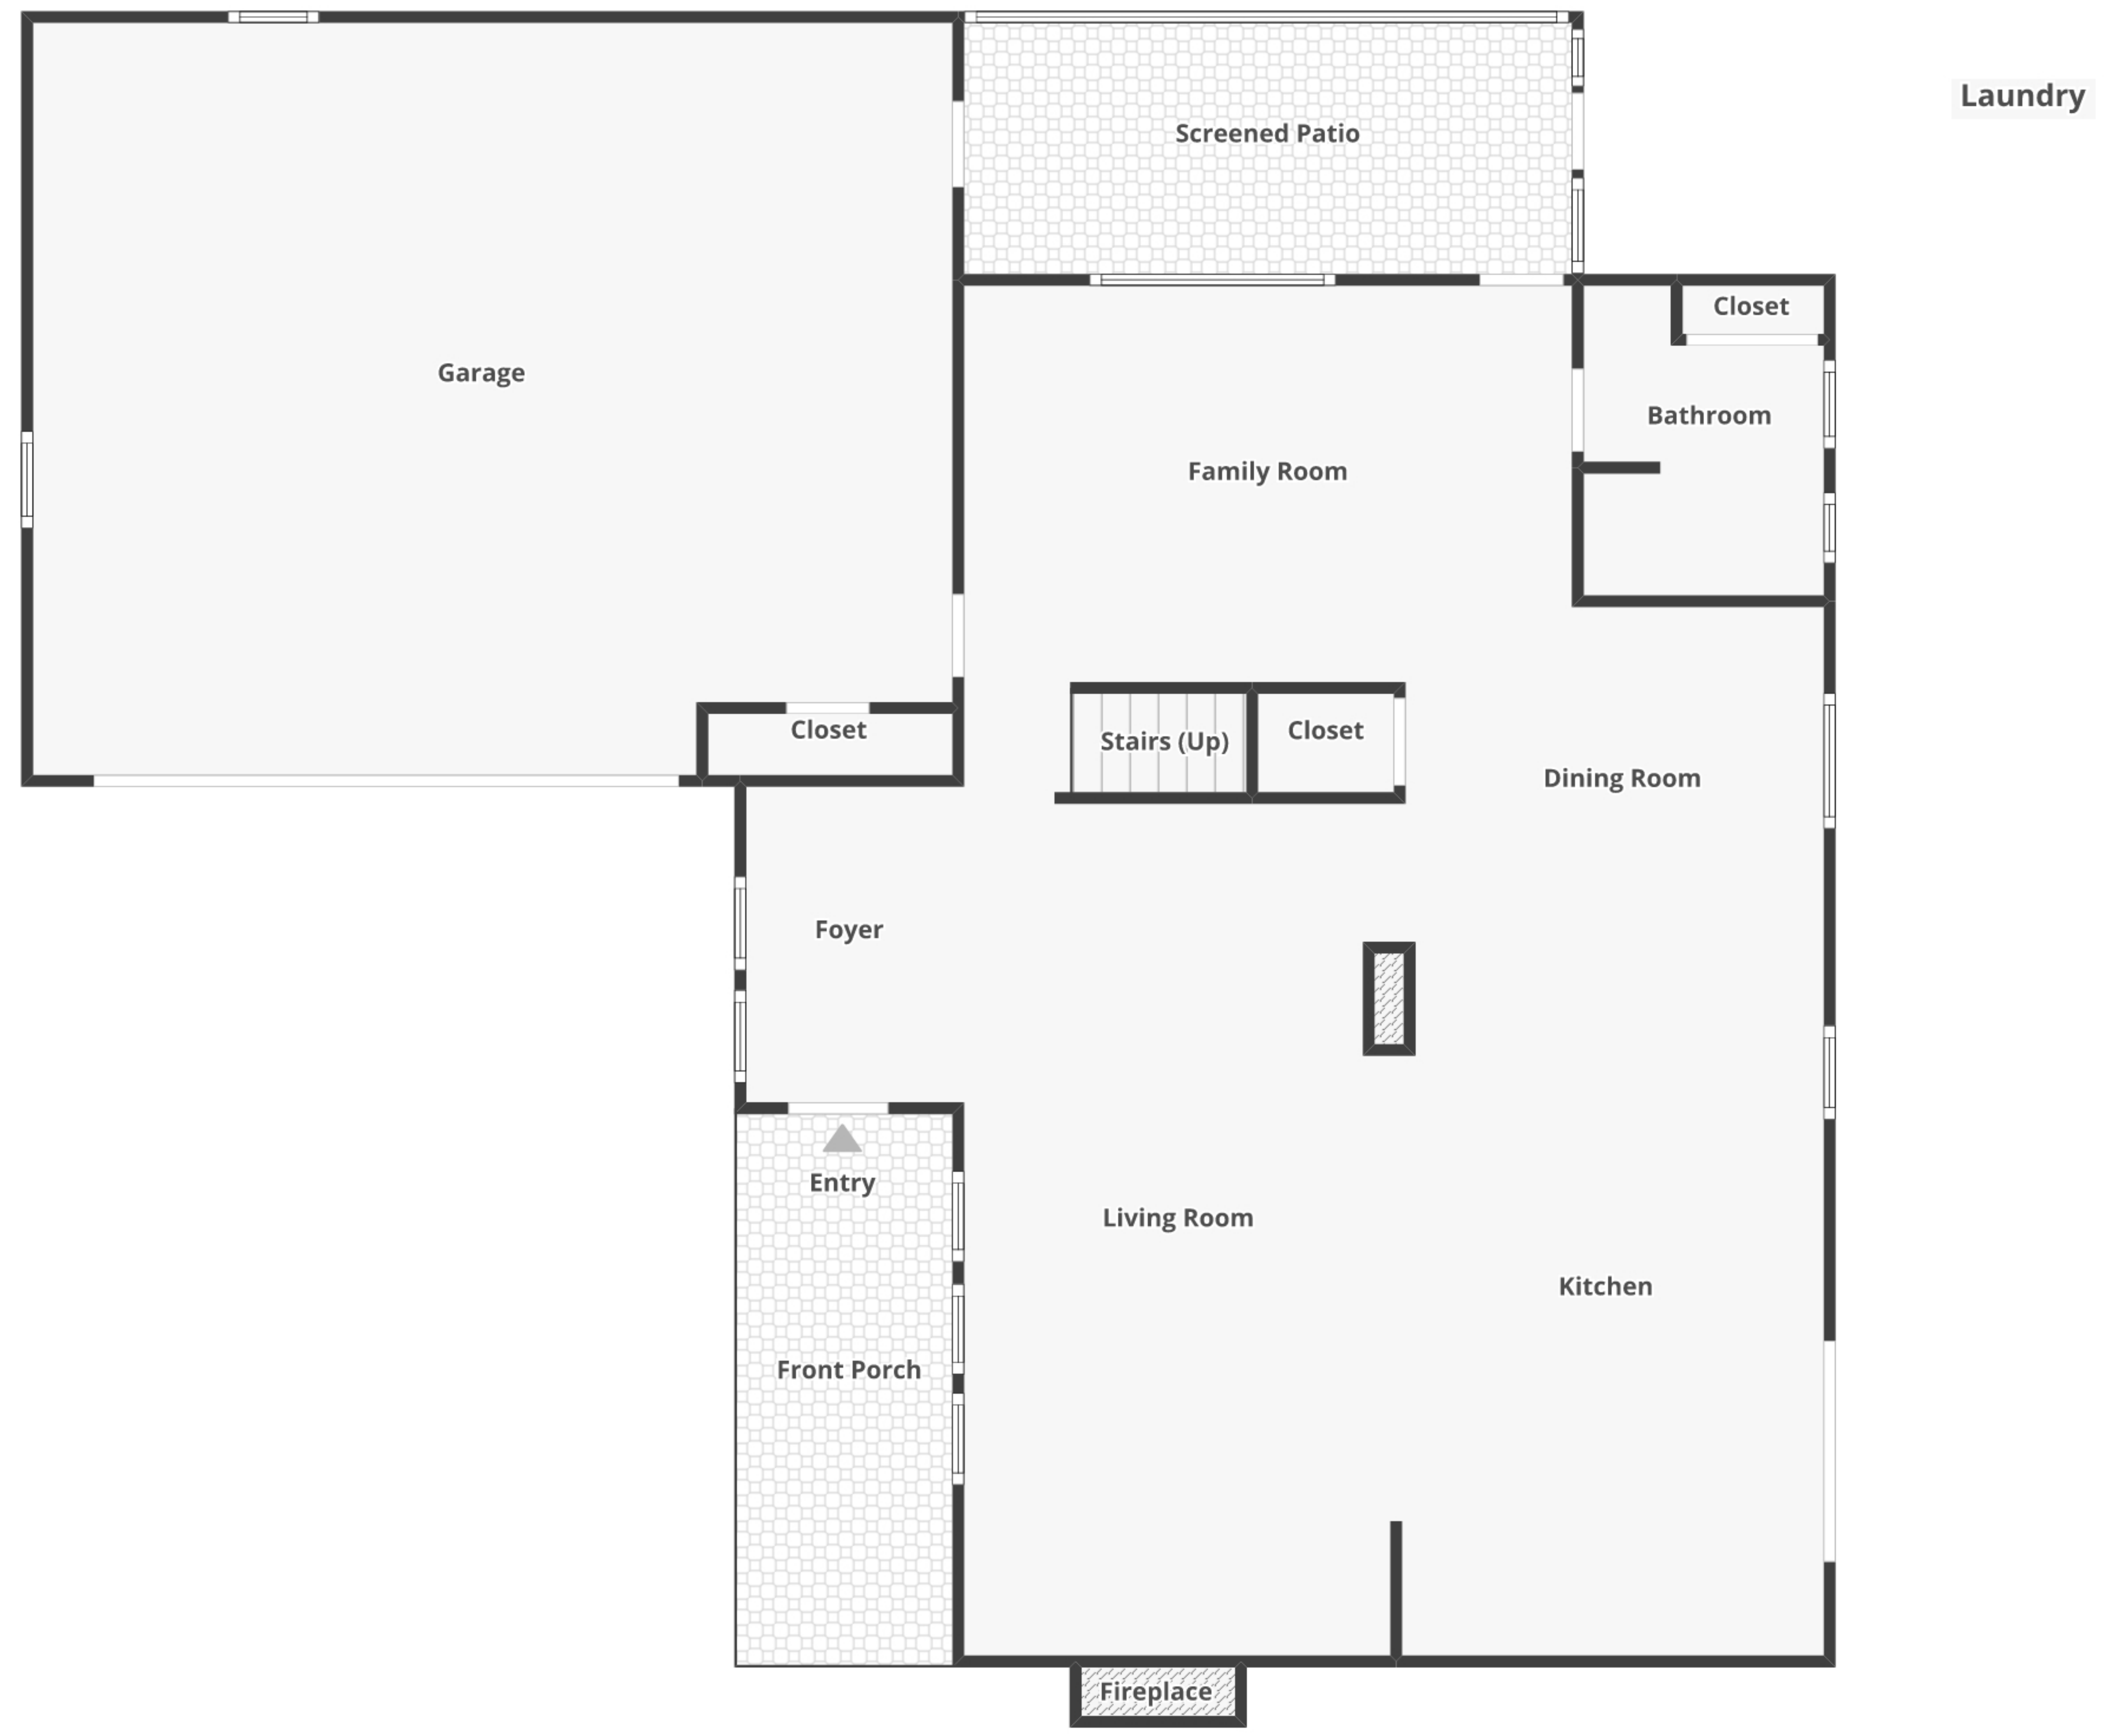 Laundry
Screened Patio
Closet
Garage
Bathroom
Family Room
Closet
Stairs (Up)
Closet
Dining Room
Foyer
Entry
Living Room
Kitchen
Front Porch
Fireplace